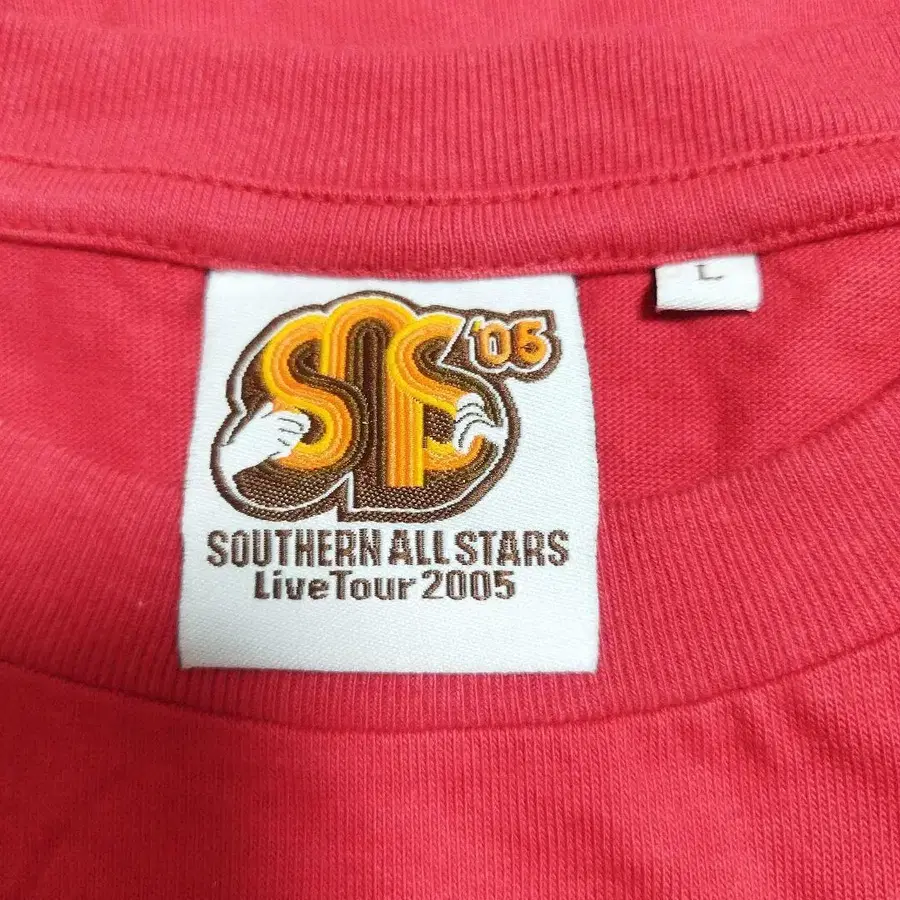 SAS '05
L
SOUTHERN ALL STARS
Live Tour 2005